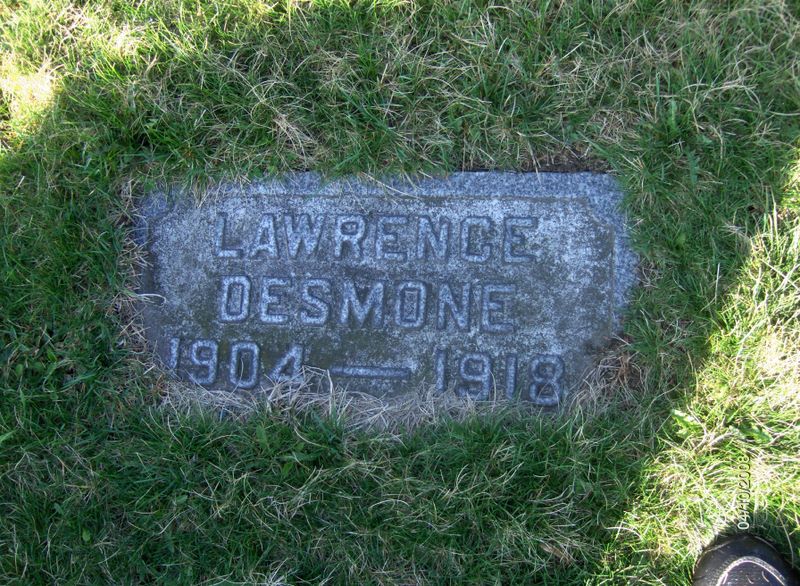 LAWRENCE
DESMONE
1904 — 1918